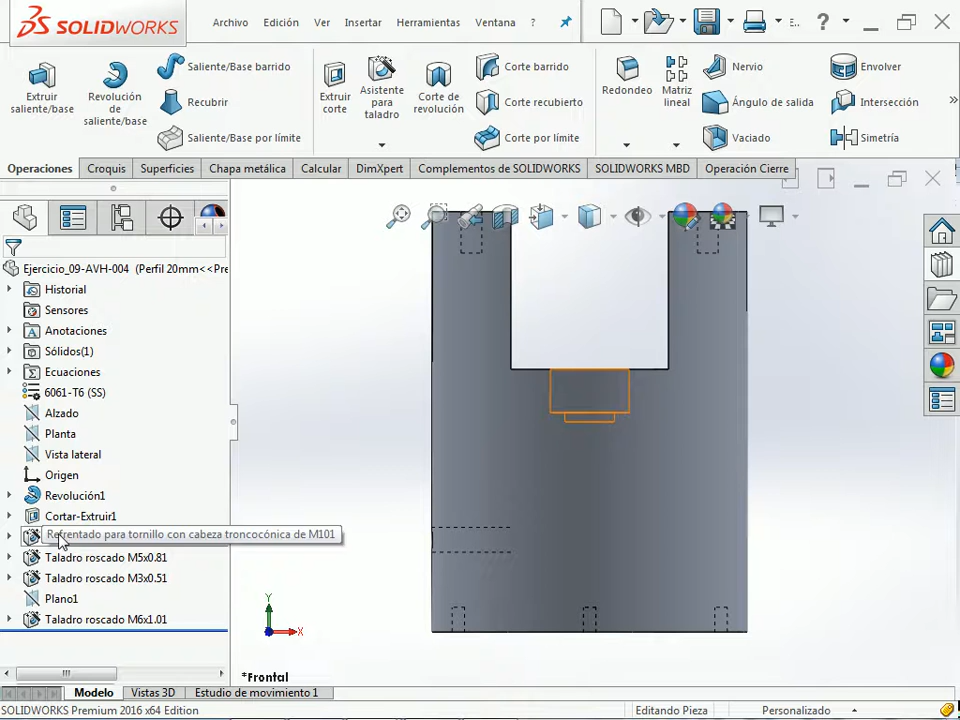 SOLIDWORKS Archivo Edición Ver Insertar Herramientas Ventana ? E.. ?
Extruir saliente/base
Revolución de saliente/base
Saliente/Base barrido
Recubrir
Saliente/Base por límite
Extruir corte
Asistente para taladro
Corte de revolución
Corte barrido
Corte recubierto
Corte por límite
Redondeo
Matriz lineal
Nervio
Ángulo de salida
Vaciado
Envolver
Intersección
Simetría
»
Operaciones Croquis Superficies Chapa metálica Calcular DimXpert Complementos de SOLIDWORKS SOLIDWORKS MBD Operación Cierre
Ejercicio_09-AVH-004 (Perfil 20mm<<Pre
Historial
Sensores
Anotaciones
Sólidos(1)
Ecuaciones
6061-T6 (SS)
Alzado
Planta
Vista lateral
Origen
Revolución1
Cortar-Extruir1
Refrentado para tornillo con cabeza troncocónica de M101
Taladro roscado M5x0.81
Taladro roscado M3x0.51
Plano1
Taladro roscado M6x1.01
Y
X
*Frontal
Modelo Vistas 3D Estudio de movimiento 1
SOLIDWORKS Premium 2016 x64 Edition Editando Pieza Personalizado